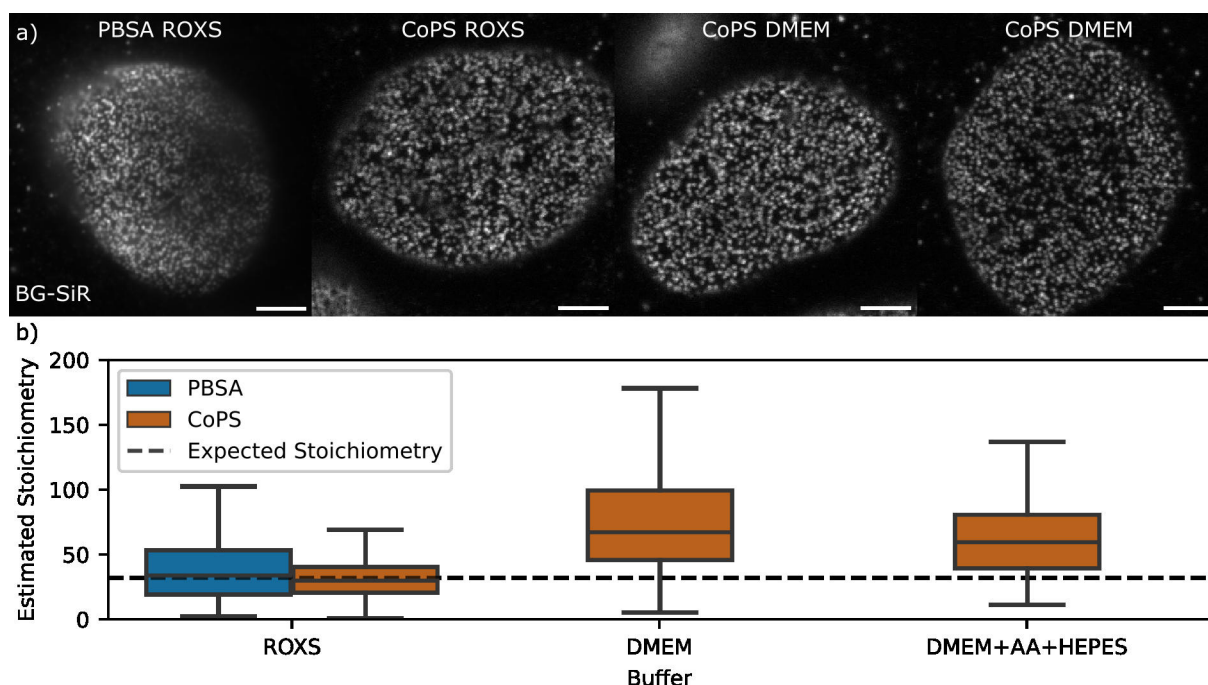 a)
PBSA ROXS
CoPS ROXS
CoPS DMEM
CoPS DMEM
BG-SiR
b)
200
150
100
50
0
Estimated Stoichiometry
PBSA
CoPS
Expected Stoichiometry
ROXS
DMEM
DMEM+AA+HEPES
Buffer